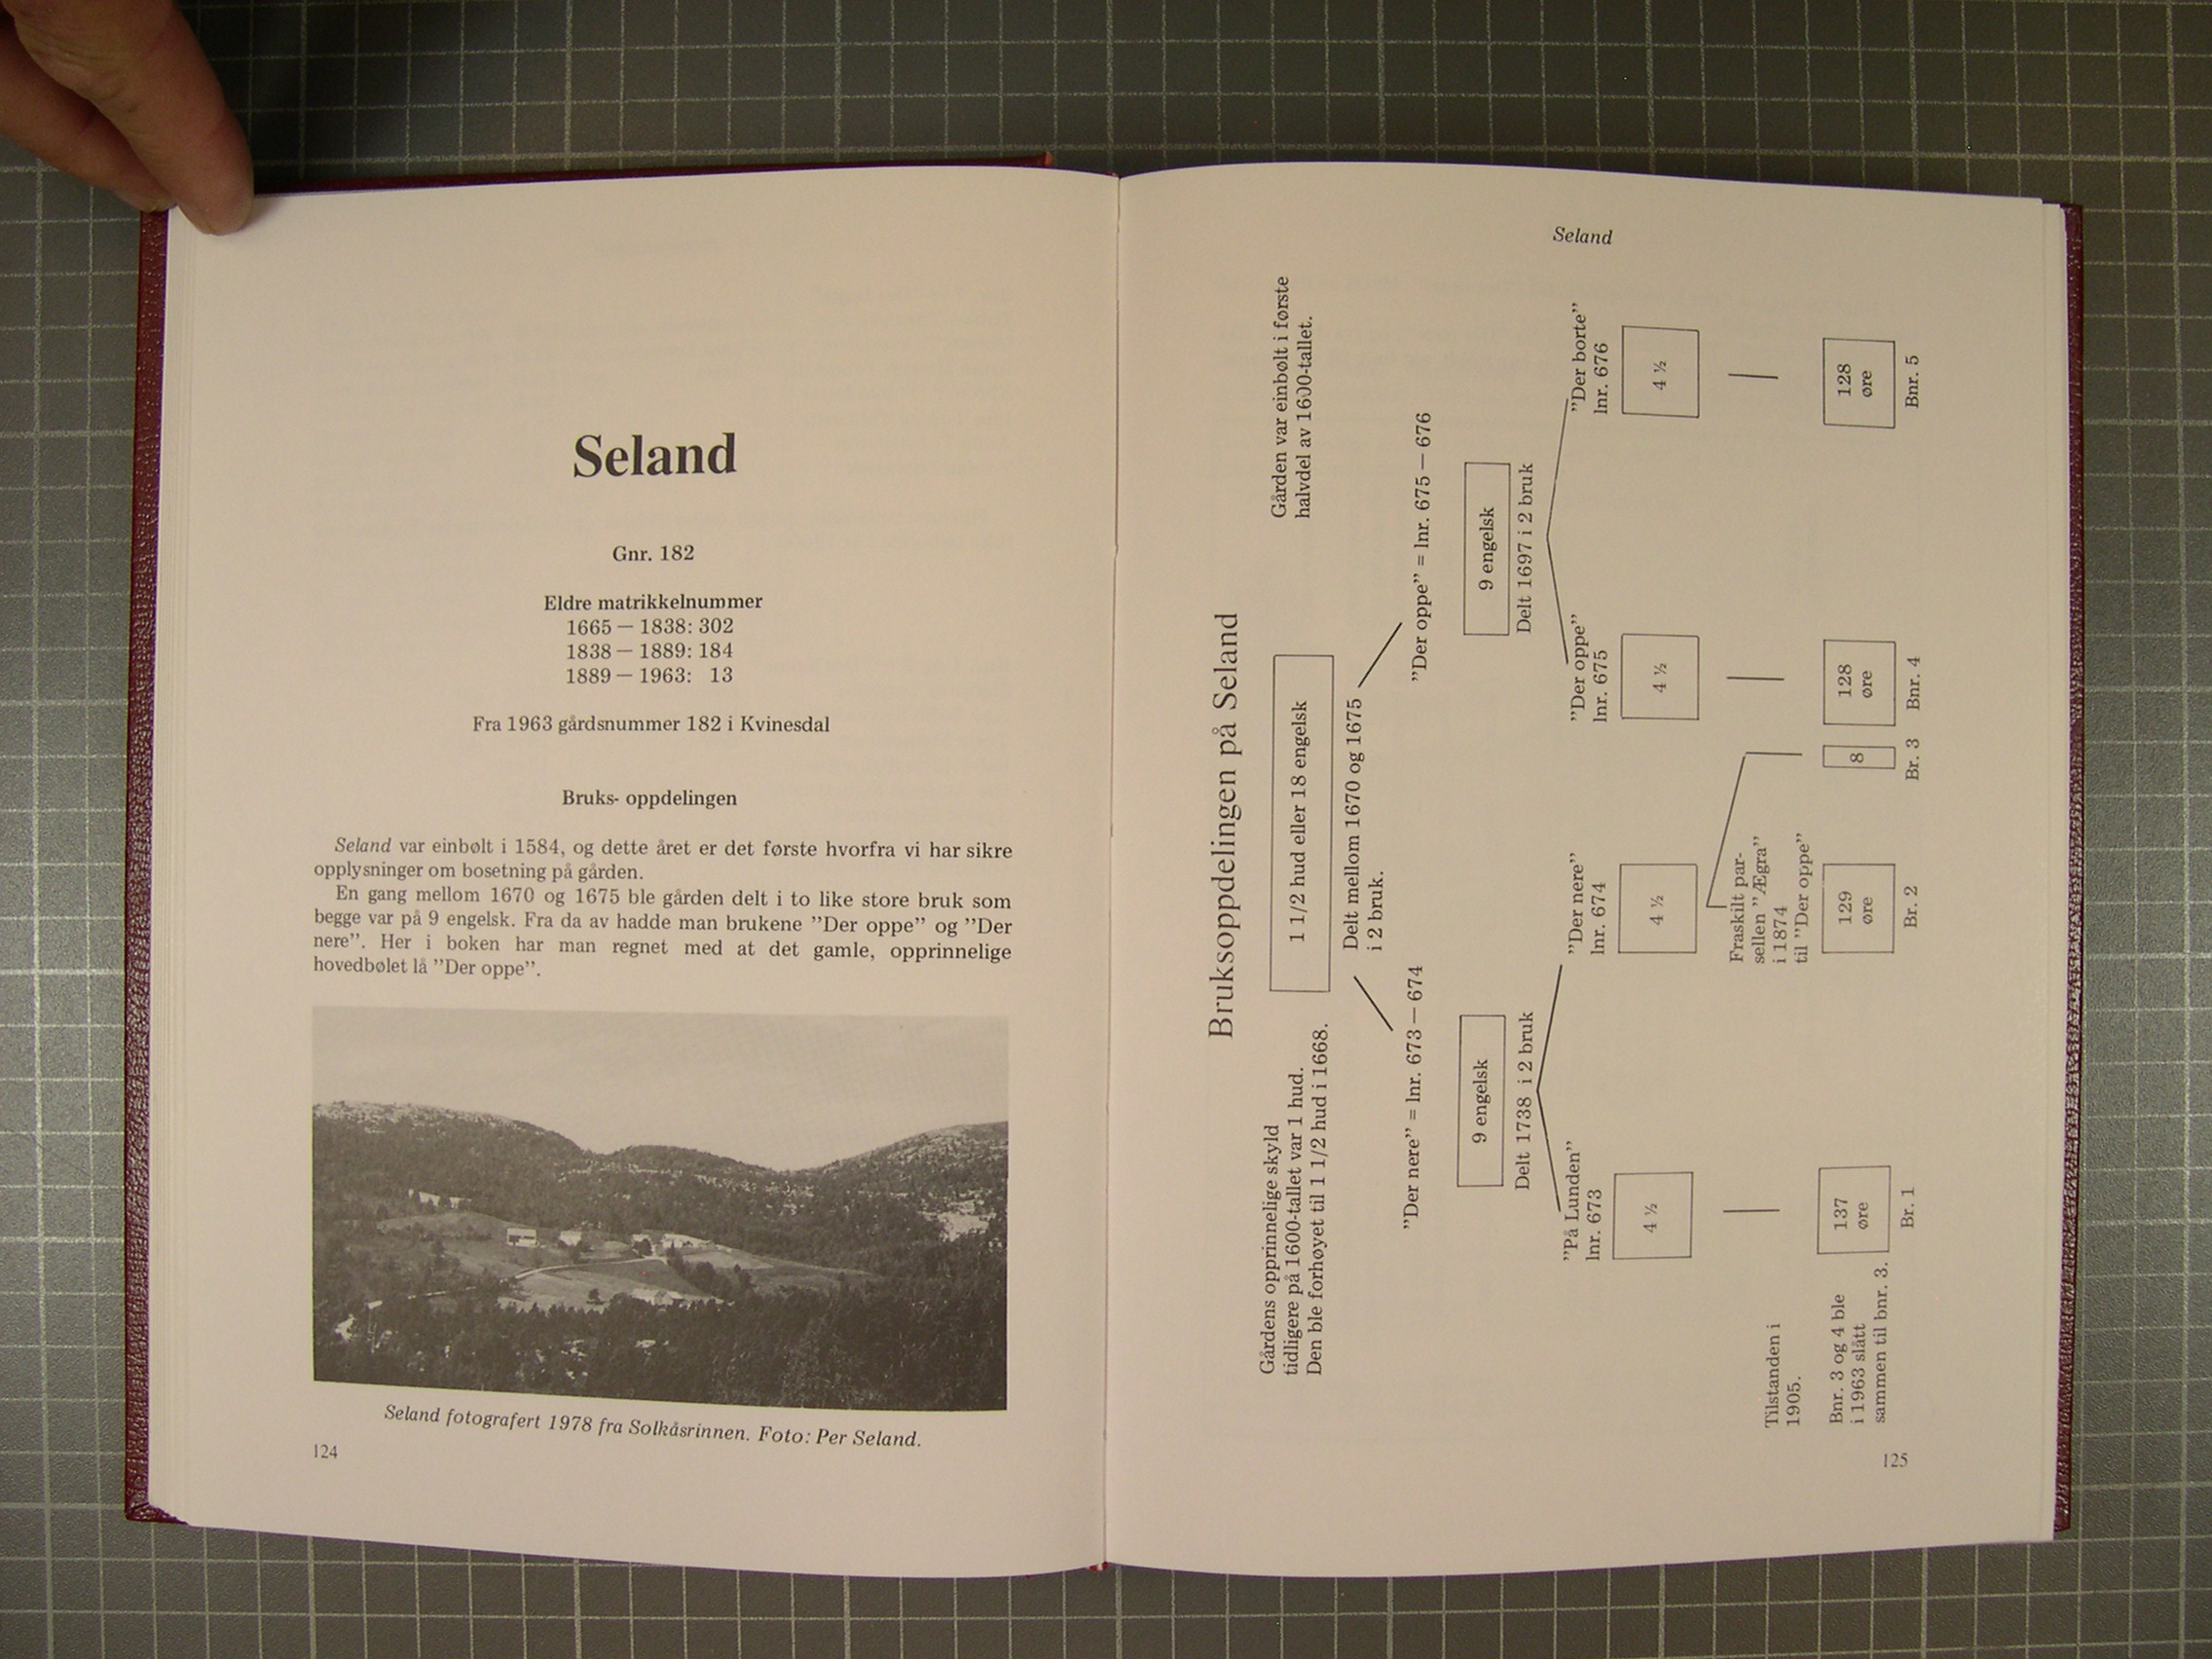 Seland
Gnr. 182
Eldre matrikkelnummer
1665 — 1838: 302
1838 — 1889: 184
1889 — 1963: 13
Fra 1963 gårdsnummer 182 i Kvinesdal
Bruks- oppdelingen
Seland var einbølt i 1584, og dette året er det første hvorfra vi har sikre
opplysninger om bosetning på gården.
En gang mellom 1670 og 1675 ble gården delt i to like store bruk som
begge var på 9 engelsk. Fra da av hadde man brukene ”Der oppe” og ”Der
nere”. Her i boken har man regnet med at det gamle, opprinnelige
hovedbølet lå ”Der oppe”.
Seland fotografert 1978 fra Solkåsrinnen. Foto: Per Seland.
124
Seland
Bruksoppdelingen på Seland
Gårdens opprinnelige skyld
tidligere på 1600-tallet var 1 hud.
Den ble forhøyet til 1 1/2 hud i 1668.
1 1/2 hud eller 18 engelsk
Gården var einbølt i første
halvdel av 1600-tallet.
Delt mellom 1670 og 1675
i 2 bruk.
”Der nere” = lnr. 673 — 674
”Der oppe” = lnr. 675 — 676
9 engelsk
9 engelsk
Delt 1738 i 2 bruk
Delt 1697 i 2 bruk
”På Lunden”
lnr. 673
”Der nere”
lnr. 674
”Der oppe”
lnr. 675
”Der borte”
lnr. 676
4 ½
4 ½
4 ½
4 ½
Fraskilt par-
sellen ”Ægra”
i 1874
til ”Der oppe”
Tilstanden i
1905.
Bnr. 3 og 4 ble
i 1963 slått
sammen til bnr. 3.
137
øre
129
øre
8
128
øre
128
øre
Br. 1
Br. 2
Br. 3
Bnr. 4
Bnr. 5
125